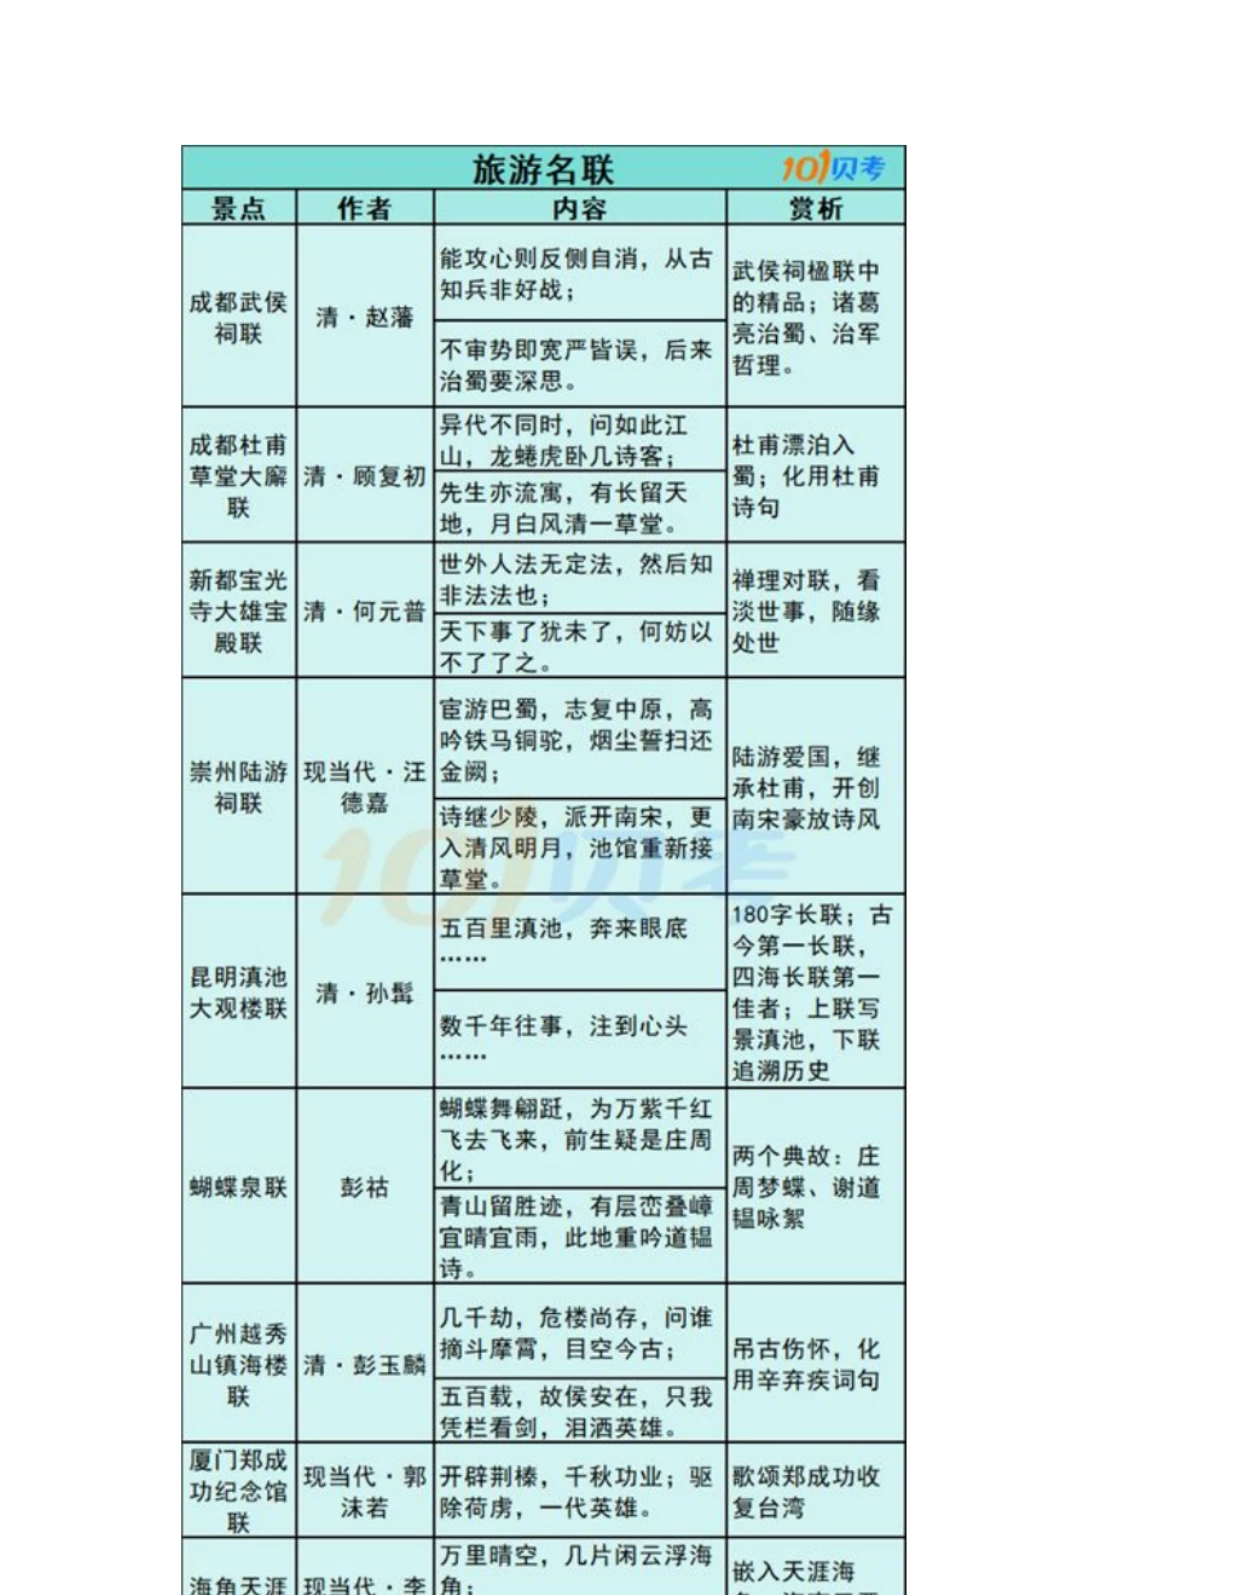 旅游名联
101贝考
景点 作者 内容 赏析
成都武侯
祠联
清·赵藩
能攻心则反侧自消，从古
知兵非好战；
不审势即宽严皆误，后来
治蜀要深思。
武侯祠楹联中
的精品；诸葛
亮治蜀、治军
哲理。
成都杜甫
草堂大廨
联
清·顾复初
异代不同时，问如此江
山，龙蜷虎卧几诗客；
先生亦流寓，有长留天
地，月白风清一草堂。
杜甫漂泊入
蜀；化用杜甫
诗句
新都宝光
寺大雄宝
殿联
清·何元普
世外人法无定法，然后知
非法法也；
天下事了犹未了，何妨以
不了了之。
禅理对联，看
淡世事，随缘
处世
崇州陆游
祠联
现当代·汪
德嘉
宦游巴蜀，志复中原，高
吟铁马铜驼，烟尘誓扫还
金阙；
诗继少陵，派开南宋，更
入清风明月，池馆重新接
草堂。
陆游爱国，继
承杜甫，开创
南宋豪放诗风
101贝考
昆明滇池
大观楼联
清·孙髯
五百里滇池，奔来眼底
……
数千年往事，注到心头
……
180字长联；古
今第一长联，
四海长联第一
佳者；上联写
景滇池，下联
追溯历史
蝴蝶泉联
彭祜
蝴蝶舞翩跹，为万紫千红
飞去飞来，前生疑是庄周
化；
青山留胜迹，有层峦叠嶂
宜晴宜雨，此地重吟道韫
诗。
两个典故：庄
周梦蝶、谢道
韫咏絮
广州越秀
山镇海楼
联
清·彭玉麟
几千劫，危楼尚存，问谁
摘斗摩霄，目空今古；
五百载，故侯安在，只我
凭栏看剑，泪洒英雄。
吊古伤怀，化
用辛弃疾词句
厦门郑成
功纪念馆
联
现当代·郭
沫若
开辟荆榛，千秋功业；驱
除荷虏，一代英雄。
歌颂郑成功收
复台湾
海角天涯
现当代·李
万里晴空，几片闲云浮海
角；
嵌入天涯海